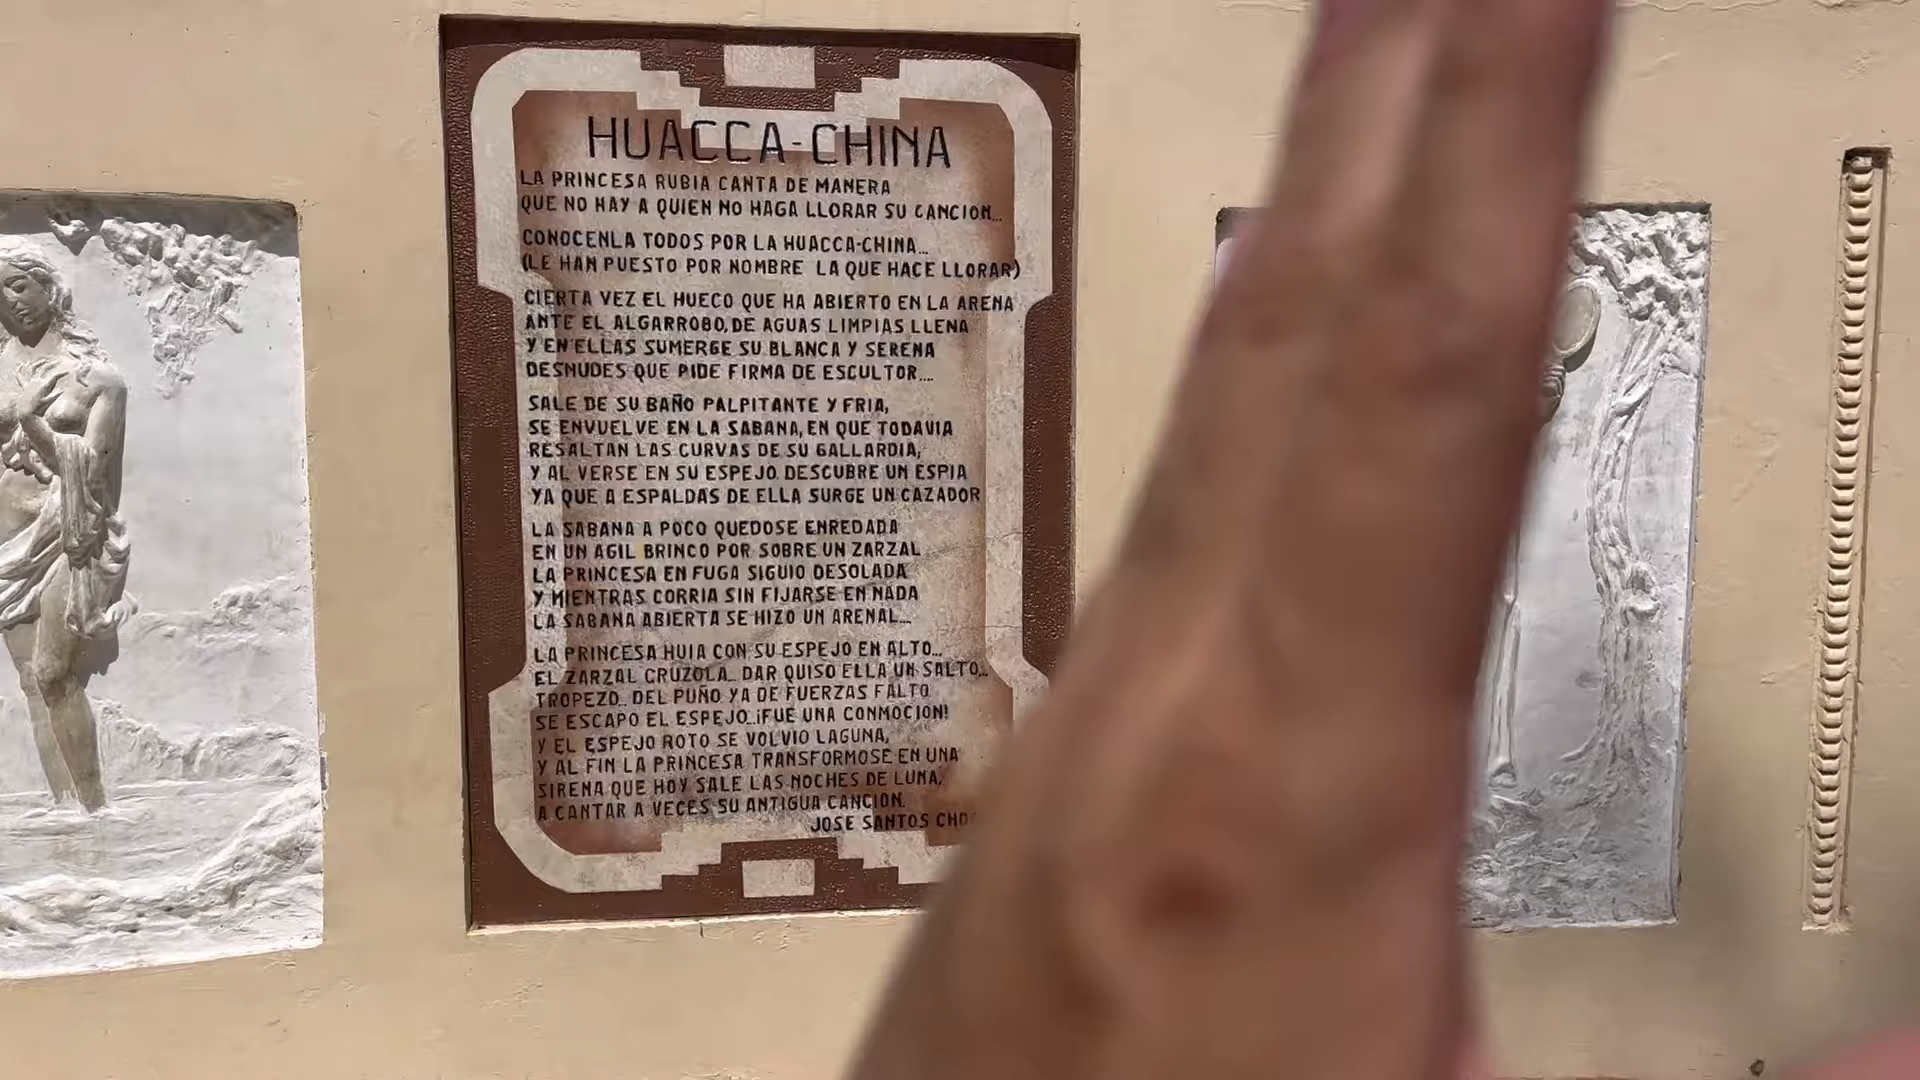 HUACCA-CHINA
LA PRINCESA RUBIA CANTA DE MANERA
QUE NO HAY A QUIEN NO HAGA LLORAR SU CANCION...
CONOCENLA TODOS POR LA HUACCA-CHINA...
(LE HAN PUESTO POR NOMBRE LA QUE HACE LLORAR)
CIERTA VEZ EL HUECO QUE HA ABIERTO EN LA ARENA
ANTE EL ALGARROBO, DE AGUAS LIMPIAS LLENA
Y EN ELLAS SUMERGE SU BLANCA Y SERENA
DESNUDES QUE PIDE FIRMA DE ESCULTOR....
SALE DE SU BAÑO PALPITANTE Y FRIA,
SE ENVUELVE EN LA SABANA, EN QUE TODAVIA
RESALTAN LAS CURVAS DE SU GALLARDIA,
Y AL VERSE EN SU ESPEJO DESCUBRE UN ESPIA
YA QUE A ESPALDAS DE ELLA SURGE UN CAZADOR
LA SABANA A POCO QUEDOSE ENREDADA
EN UN AGIL BRINCO POR SOBRE UN ZARZAL
LA PRINCESA EN FUGA SIGUIO DESOLADA
Y MIENTRAS CORRIA SIN FIJARSE EN NADA
LA SABANA ABIERTA SE HIZO UN ARENAL...
LA PRINCESA HUIA CON SU ESPEJO EN ALTO...
EL ZARZAL CRUZOLA... DAR QUISO ELLA UN SALTO...
TROPEZO... DEL PUÑO YA DE FUERZAS FALTO
SE ESCAPO EL ESPEJO...¡FUE UNA CONMOCION!
Y EL ESPEJO ROTO SE VOLVIO LAGUNA,
Y AL FIN LA PRINCESA TRANSFORMOSE EN UNA
SIRENA QUE HOY SALE LAS NOCHES DE LUNA,
A CANTAR A VECES SU ANTIGUA CANCION.
JOSE SANTOS CHO